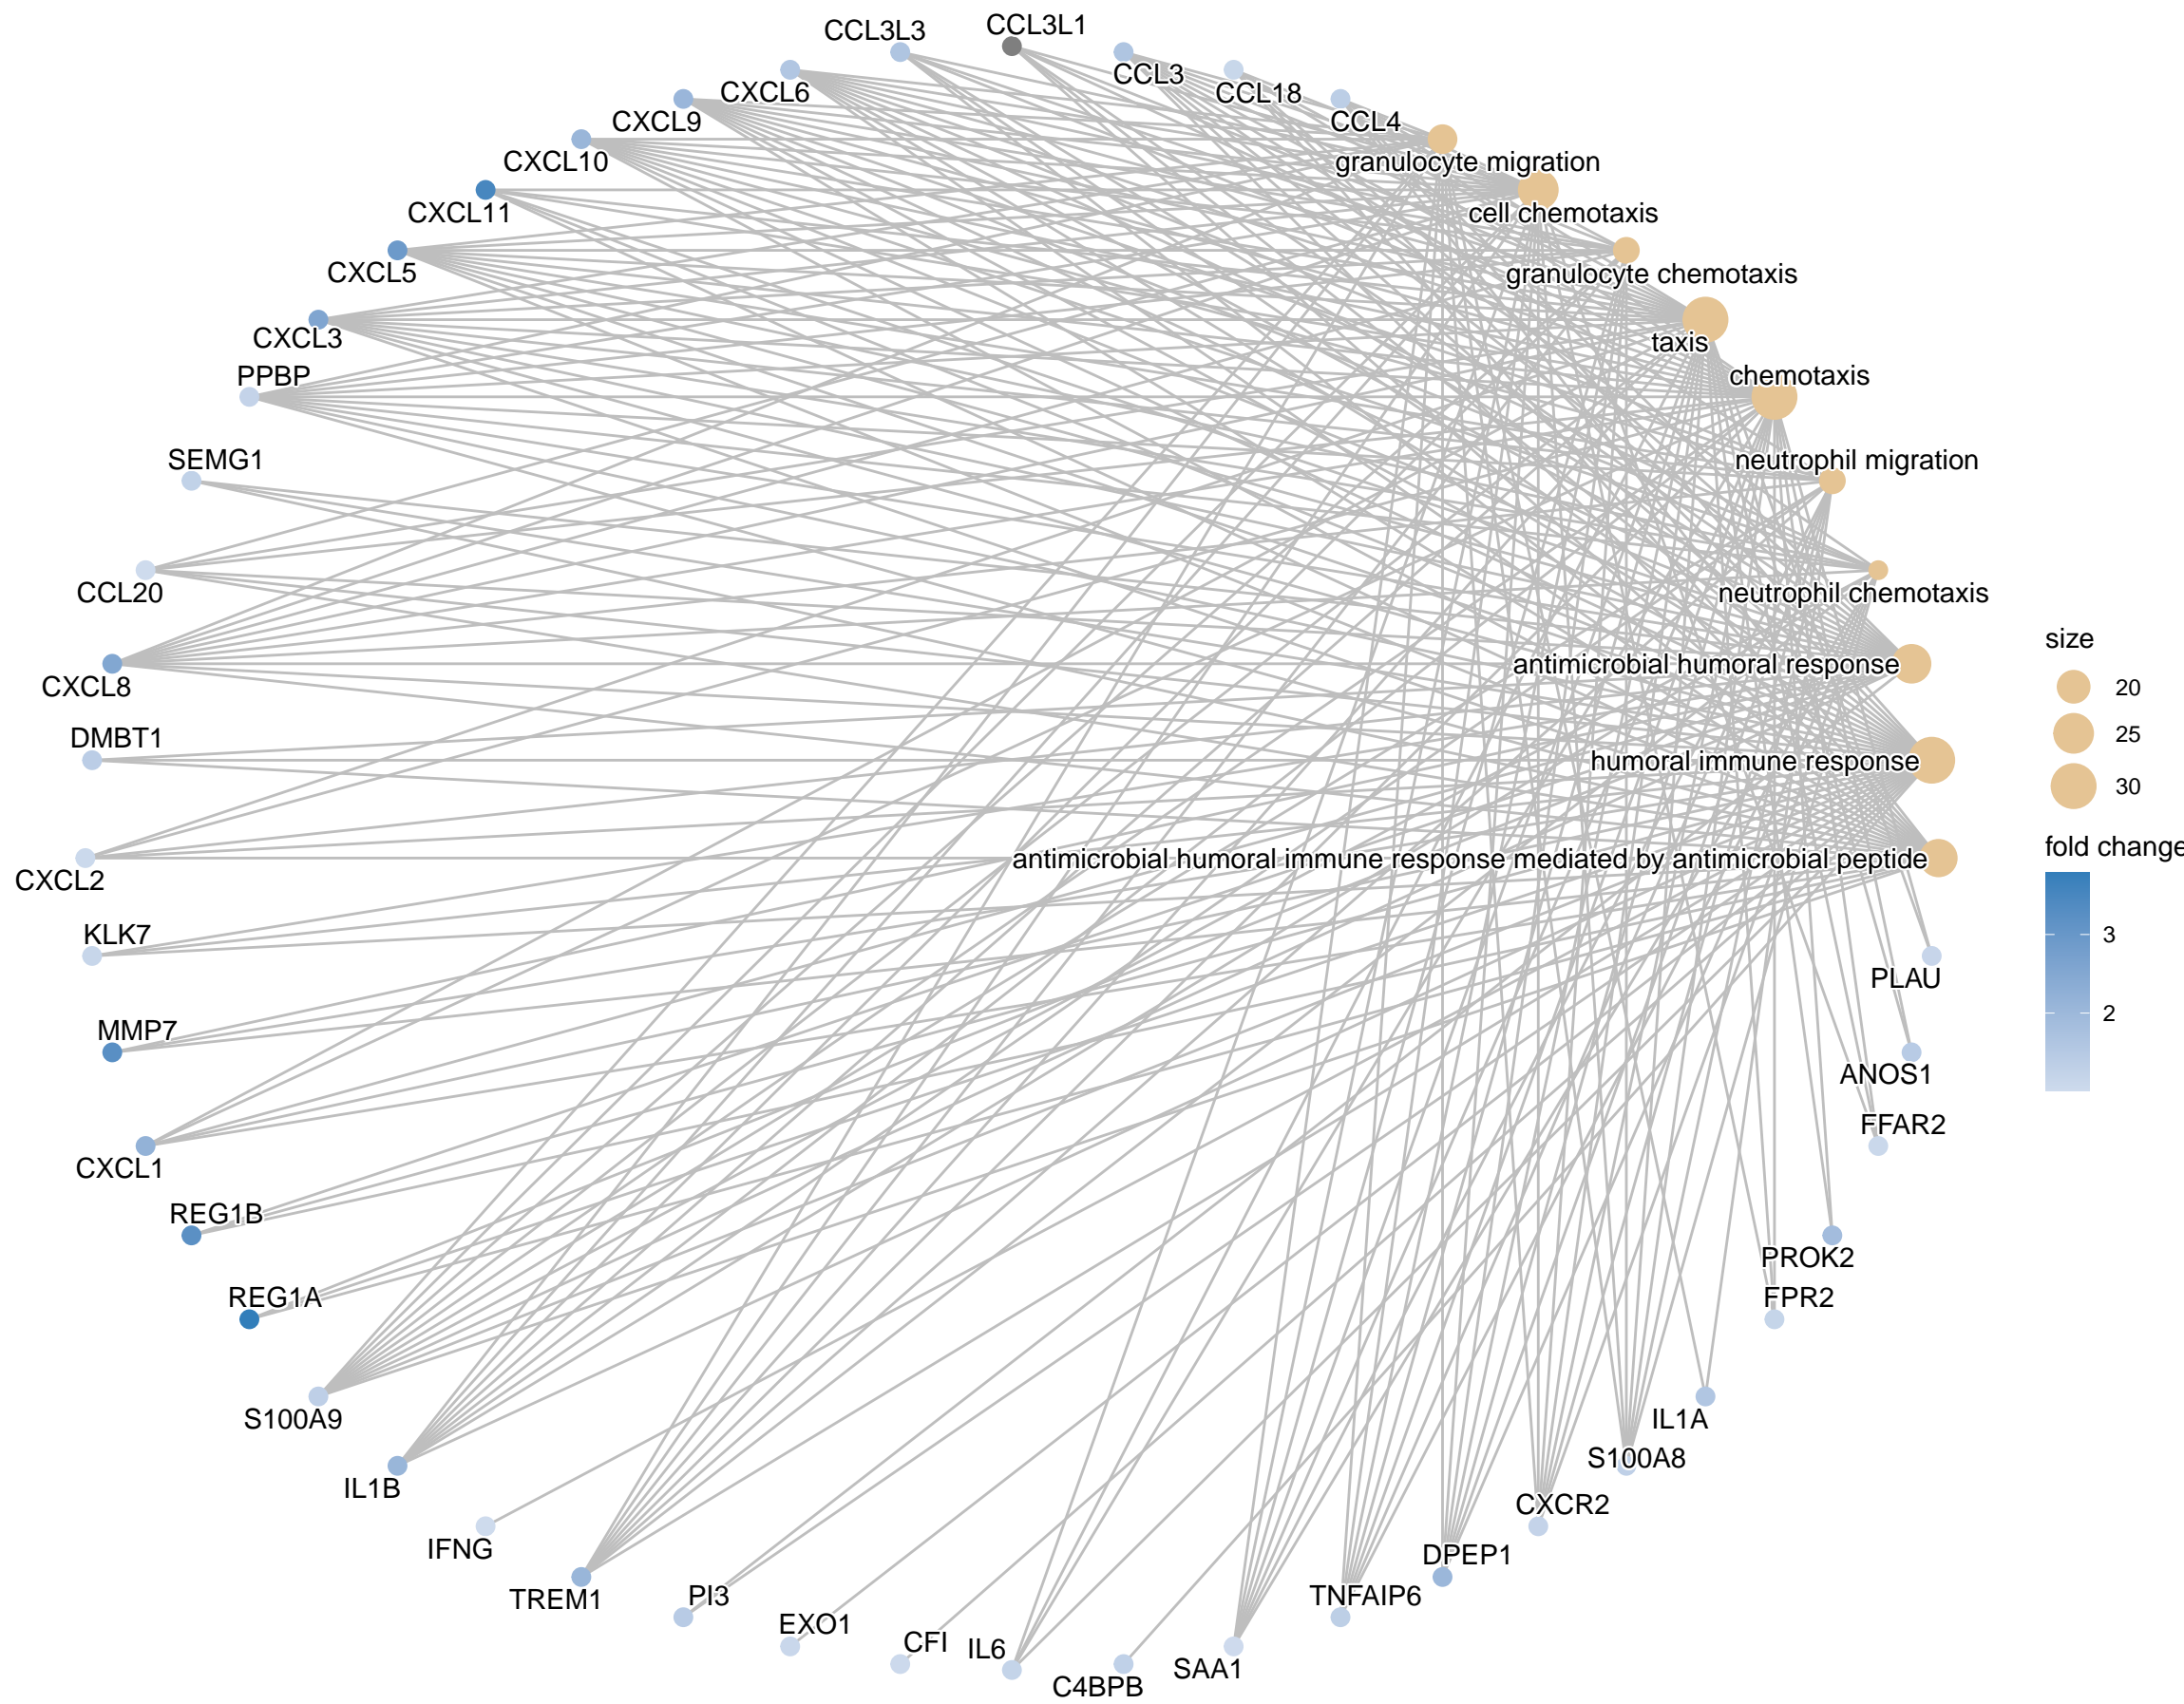 CCL3L3
CCL3L1
CCL3
CXCL6
CCL18
CXCL9
CCL4
CXCL10
granulocyte migration
CXCL11
cell chemotaxis
CXCL5
granulocyte chemotaxis
CXCL3
taxis
PPBP
chemotaxis
SEMG1
neutrophil migration
CCL20
neutrophil chemotaxis
size
CXCL8
antimicrobial humoral response
20
25
DMBT1
humoral immune response
30
fold change
CXCL2
antimicrobial humoral immune response mediated by antimicrobial peptide
3
KLK7
PLAU
2
MMP7
ANOS1
FFAR2
CXCL1
REG1B
PROK2
REG1A
FPR2
S100A9
IL1A
S100A8
IL1B
CXCR2
IFNG
DPEP1
TREM1
PI3
TNFAIP6
EXO1
CFI
IL6
SAA1
C4BPB